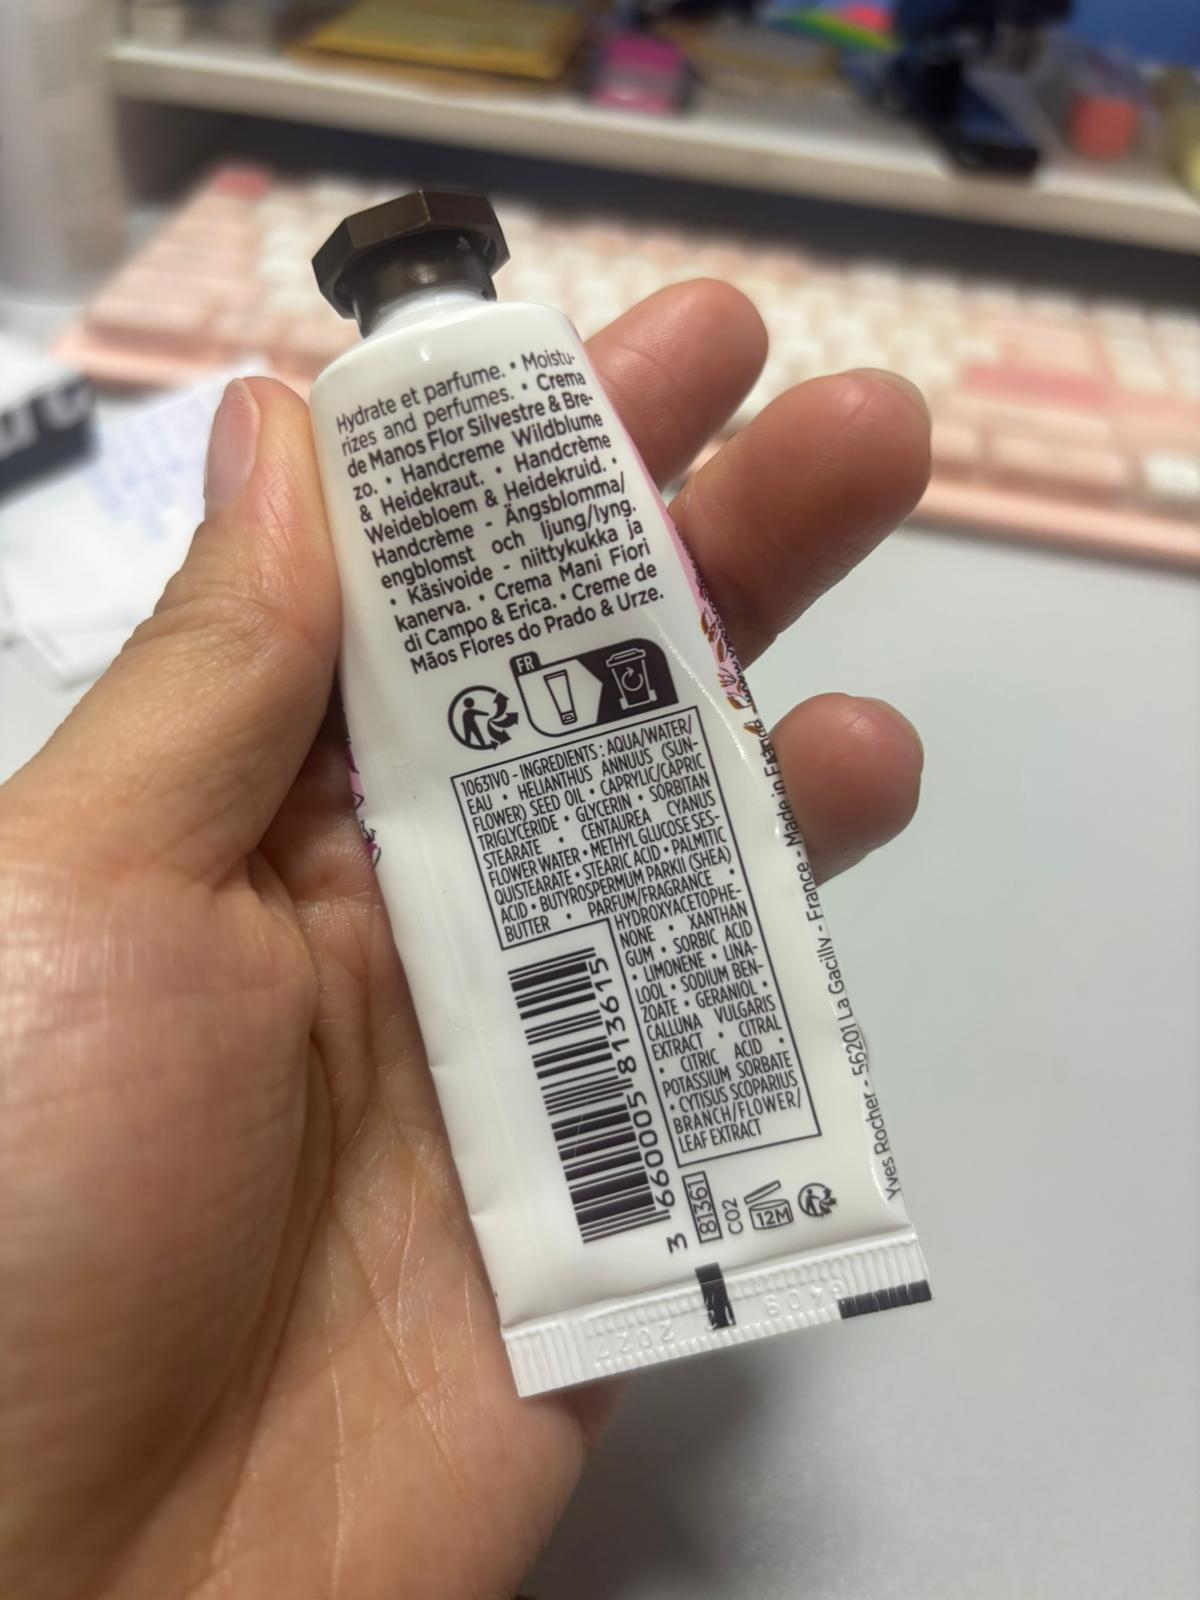 Hydrate et parfume. • Moistu-
rizes and perfumes. • Crema
de Manos Flor Silvestre & Bre-
zo. • Handcreme Wildblume
& Heidekraut. • Handcrème
Weidebloem & Heidekruid. •
Handcrème - Ängsblomma/
engblomst och ljung/lyng.
• Käsivoide - niittykukka ja
kanerva. • Crema Mani Fiori
di Campo & Erica. • Creme de
Mãos Flores do Prado & Urze.
FR
10631V0 - INGREDIENTS : AQUA/WATER/
EAU • HELIANTHUS ANNUUS (SUN-
FLOWER) SEED OIL • CAPRYLIC/CAPRIC
TRIGLYCERIDE • GLYCERIN • SORBITAN
STEARATE • CENTAUREA CYANUS
FLOWER WATER • METHYL GLUCOSE SES-
QUISTEARATE • STEARIC ACID • PALMITIC
ACID • BUTYROSPERMUM PARKII (SHEA)
BUTTER • PARFUM/FRAGRANCE •
HYDROXYACETOPHE-
NONE • XANTHAN
GUM • SORBIC ACID
• LIMONENE • LINA-
LOOL • SODIUM BEN-
ZOATE • GERANIOL •
CALLUNA VULGARIS
EXTRACT • CITRAL
• CITRIC ACID •
POTASSIUM SORBATE
• CYTISUS SCOPARIUS
BRANCH/FLOWER/
LEAF EXTRACT
3 660005 813615
81361
C02
12M
Yves Rocher - 56201 La Gacilly - France - Made in France -